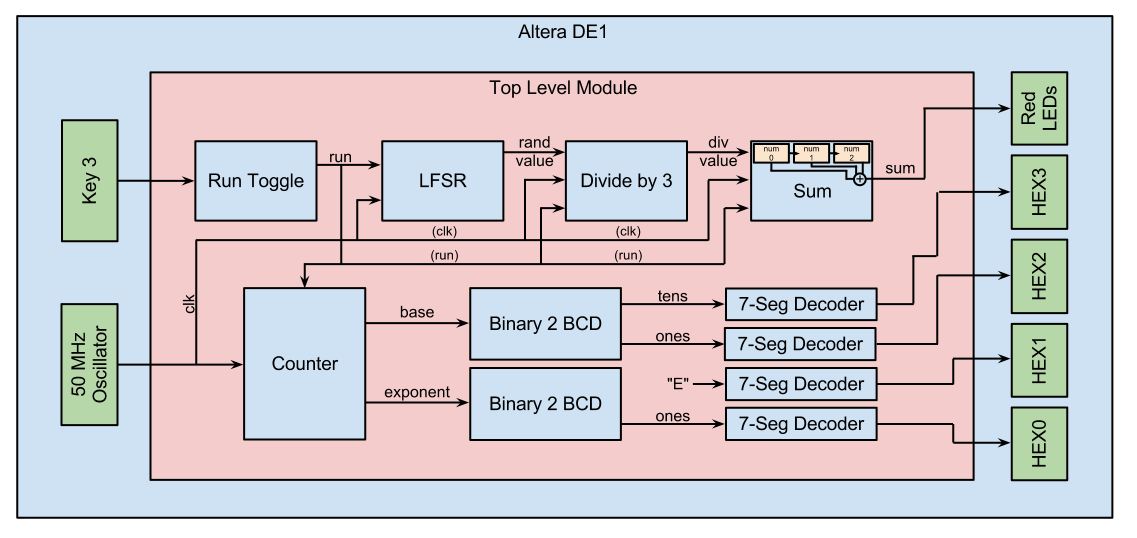 Altera DE1
Top Level Module
Key 3
50 MHz
Oscillator
Run Toggle
run
LFSR
rand
value
Divide by 3
div
value
num
0
num
1
num
2
Sum
sum
clk
(clk)
(clk)
(run)
(run)
Counter
base
exponent
Binary 2 BCD
Binary 2 BCD
tens
ones
"E"
ones
7-Seg Decoder
7-Seg Decoder
7-Seg Decoder
7-Seg Decoder
Red
LEDs
HEX3
HEX2
HEX1
HEX0